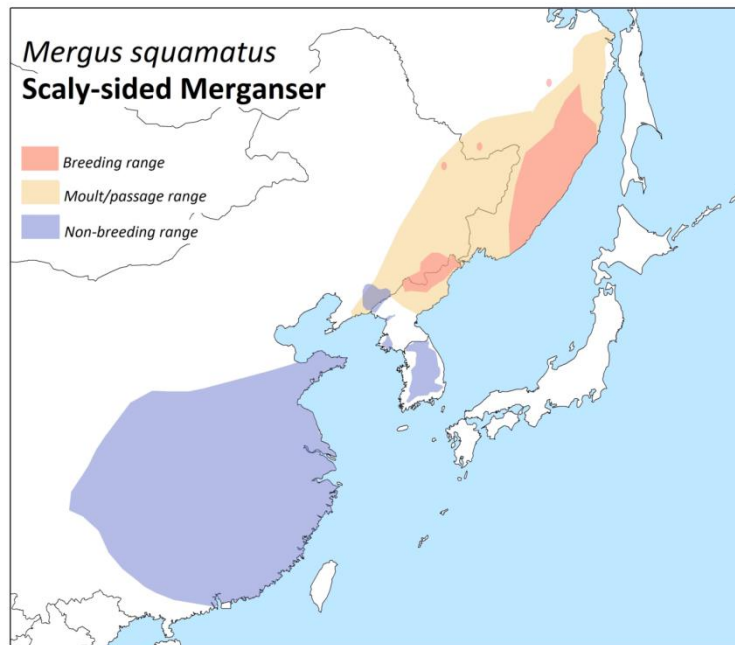 Mergus squamatus
Scaly-sided Merganser
Breeding range
Moult/passage range
Non-breeding range